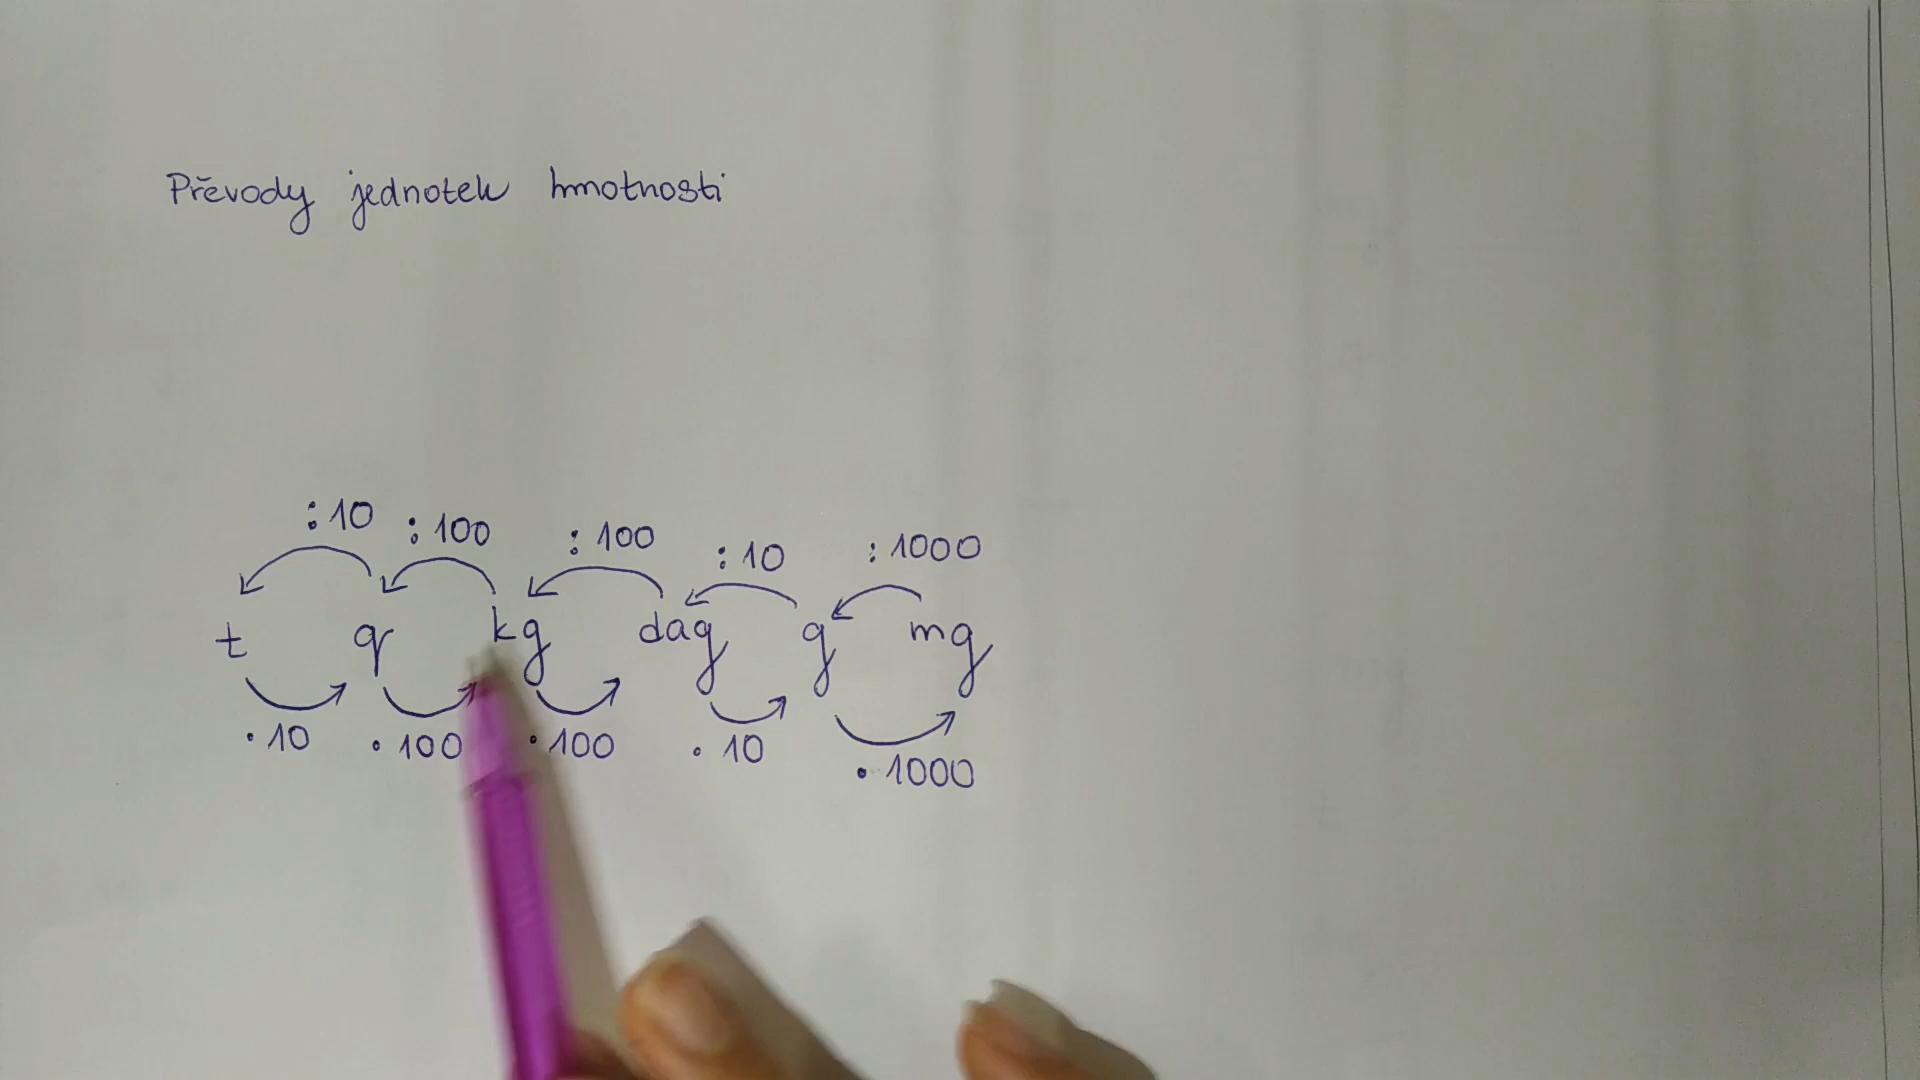 Převody jednotek hmotnosti
:10 :100 :100 :10 :1000
t q kg dag g mg
·10 ·100 ·100 ·10 ·1000